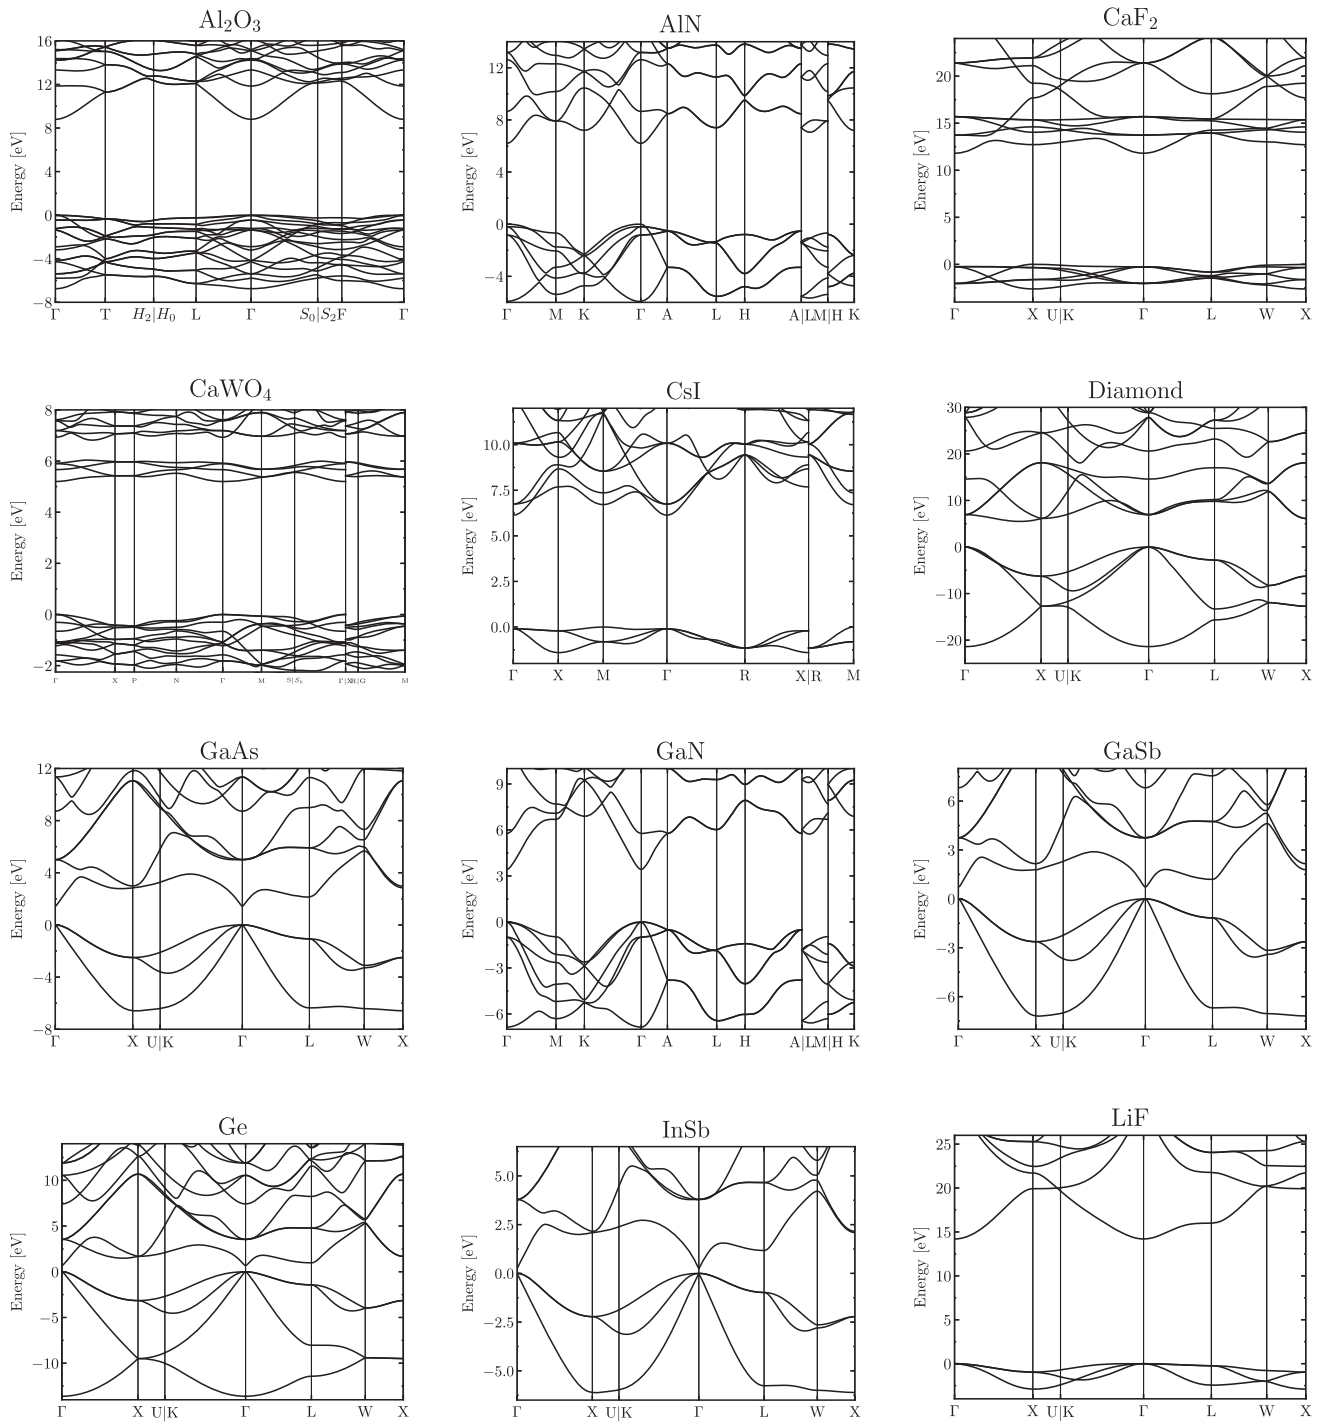 Al₂O₃
Energy [eV]
16
12
8
4
0
−4
−8
Γ T H₂|H₀ L Γ S₀|S₂F Γ
AlN
Energy [eV]
12
8
4
0
−4
Γ M K Γ A L H A|LM|H K
CaF₂
Energy [eV]
20
15
10
5
0
Γ X U|K Γ L W X
CaWO₄
Energy [eV]
8
6
4
2
0
−2
Γ X P N Γ M S|S₀ Γ|XR|G M
CsI
Energy [eV]
10.0
7.5
5.0
2.5
0.0
Γ X M Γ R X|R M
Diamond
Energy [eV]
30
20
10
0
−10
−20
Γ X U|K Γ L W X
GaAs
Energy [eV]
12
8
4
0
−4
−8
Γ X U|K Γ L W X
GaN
Energy [eV]
9
6
3
0
−3
−6
Γ M K Γ A L H A|LM|H K
GaSb
Energy [eV]
6
3
0
−3
−6
Γ X U|K Γ L W X
Ge
Energy [eV]
10
5
0
−5
−10
Γ X U|K Γ L W X
InSb
Energy [eV]
5.0
2.5
0.0
−2.5
−5.0
Γ X U|K Γ L W X
LiF
Energy [eV]
25
20
15
10
5
0
Γ X U|K Γ L W X